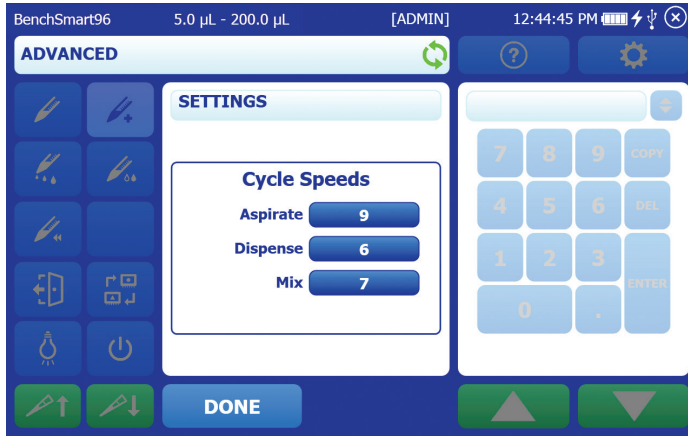 BenchSmart96 5.0 µL - 200.0 µL [ADMIN] 12:44:45 PM
ADVANCED
?
SETTINGS
7 8 9 COPY
Cycle Speeds
Aspirate 9
4 5 6 DEL
Dispense 6
1 2 3
Mix 7
ENTER
0 .
DONE